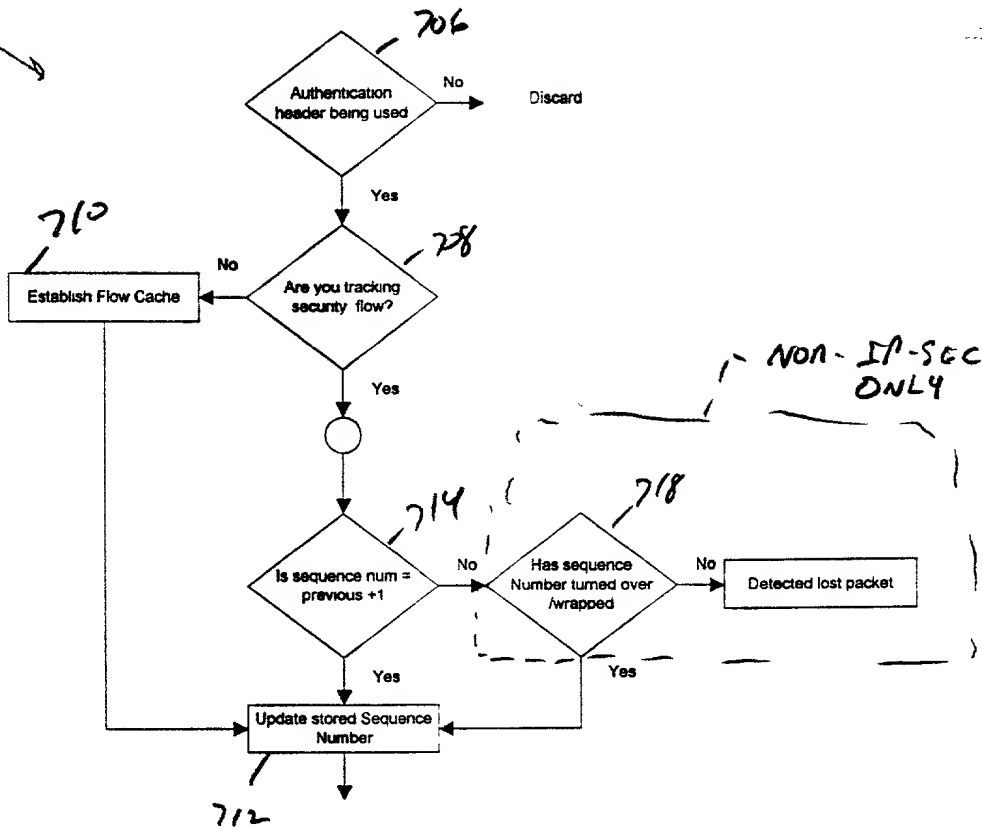 706
Authentication
header being used
No
Discard
Yes
710
708
No
Establish Flow Cache
Are you tracking
security flow?
Yes
NON-IP-SEC
ONLY
714
718
Is sequence num =
previous +1
No
Has sequence
Number turned over
/wrapped
No
Detected lost packet
Yes
Yes
Update stored Sequence
Number
712